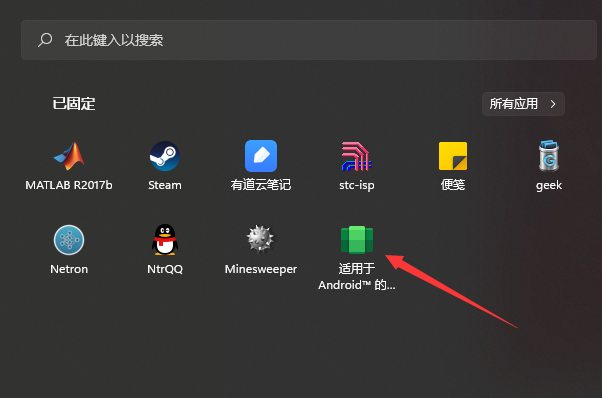 在此键入以搜索
已固定
所有应用
MATLAB R2017b
Steam
有道云笔记
stc-isp
便笺
geek
Netron
NtrQQ
Minesweeper
适用于
Android™ 的...